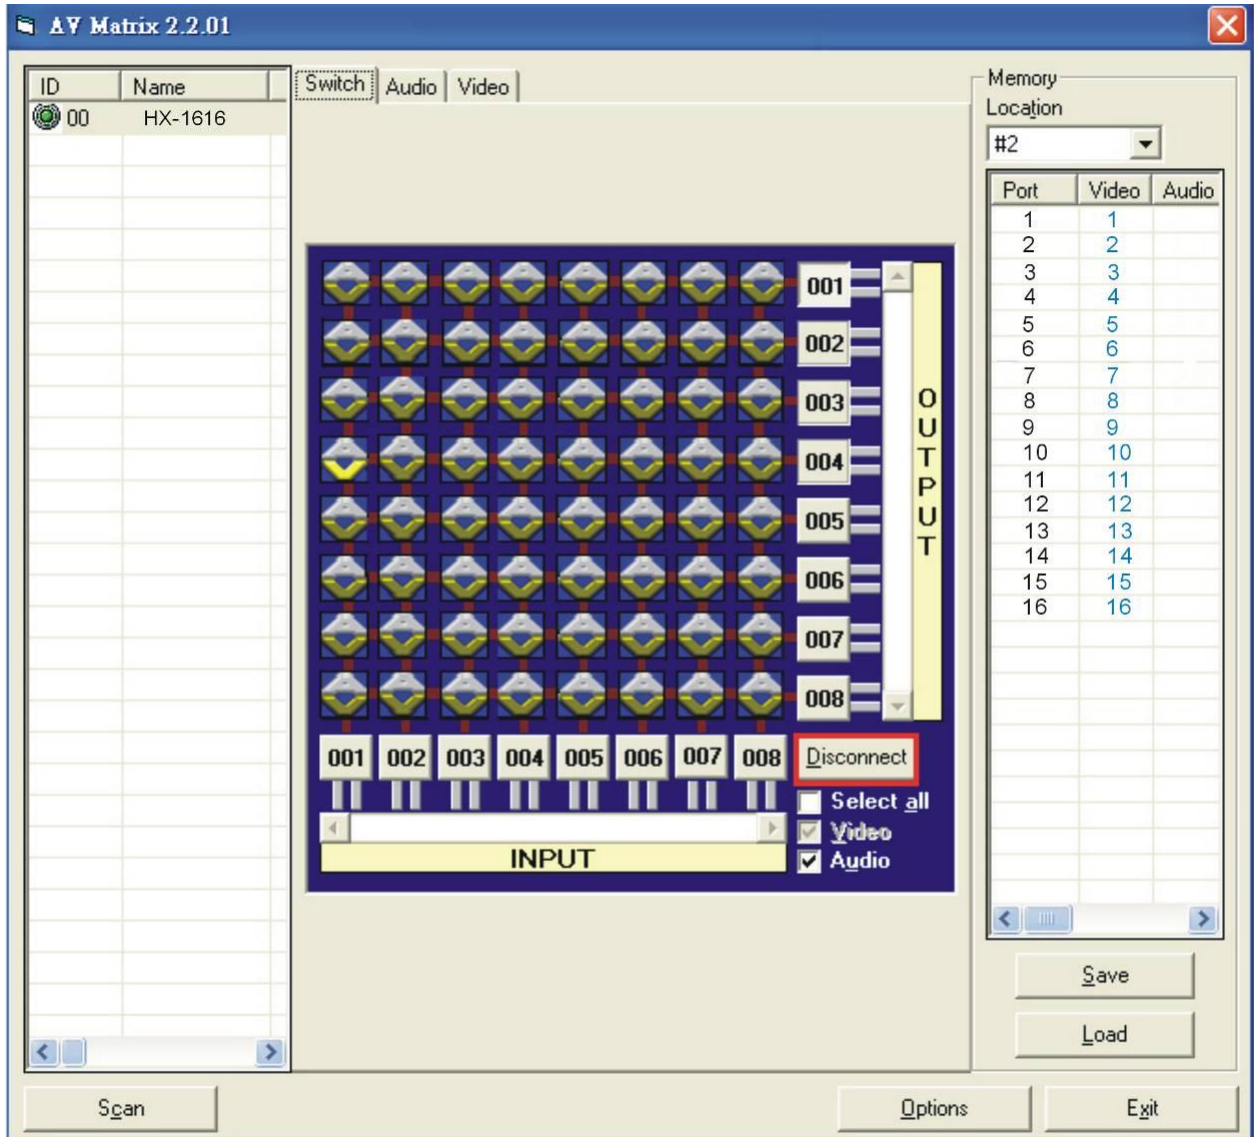 AV Matrix 2.2.01
ID Name
00 HX-1616
Switch Audio Video
001
002
003
004
005
006
007
008
OUTPUT
001 002 003 004 005 006 007 008 Disconnect
Select all
Video
INPUT Audio
Memory
Location
#2
Port Video Audio
1 1
2 2
3 3
4 4
5 5
6 6
7 7
8 8
9 9
10 10
11 11
12 12
13 13
14 14
15 15
16 16
Save
Load
Scan Options Exit